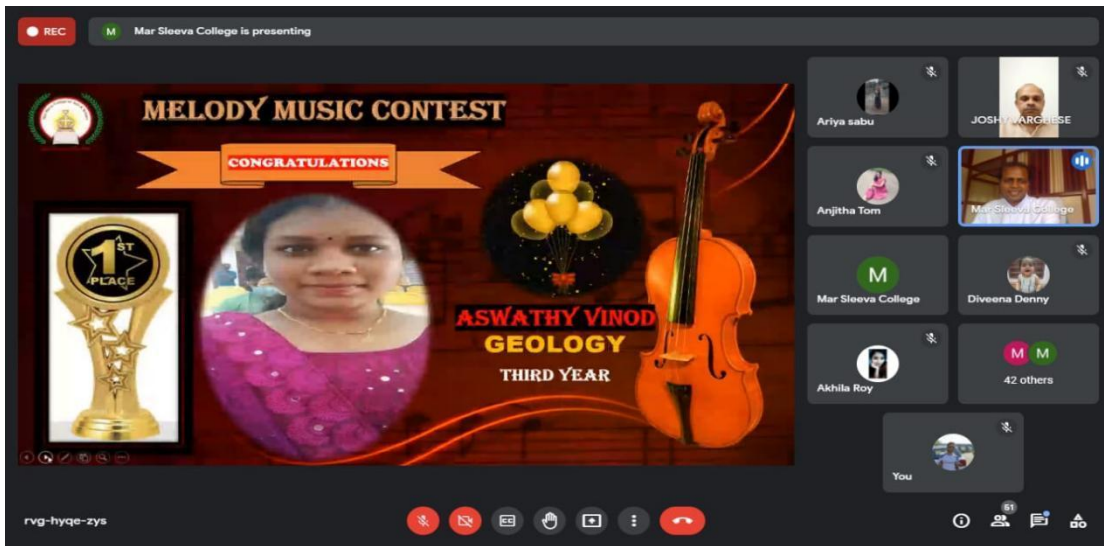 REC
M
Mar Sleeva College is presenting
MELODY MUSIC CONTEST
CONGRATULATIONS
1ST
PLACE
ASWATHY VINOD
GEOLOGY
THIRD YEAR
Ariya sabu
JOSHY VARGHESE
Anjitha Tom
Mar Sleeva College
M
Mar Sleeva College
Diveena Denny
Akhila Roy
M M
42 others
You
rvg-hyqe-zys
CC
51